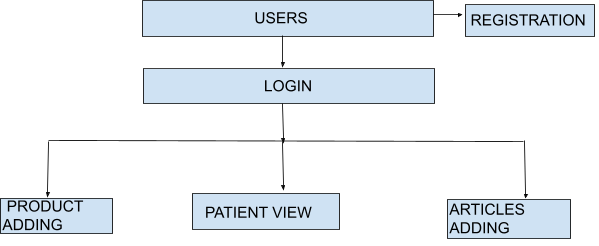 USERS
REGISTRATION
LOGIN
PRODUCT
ADDING
PATIENT VIEW
ARTICLES
ADDING